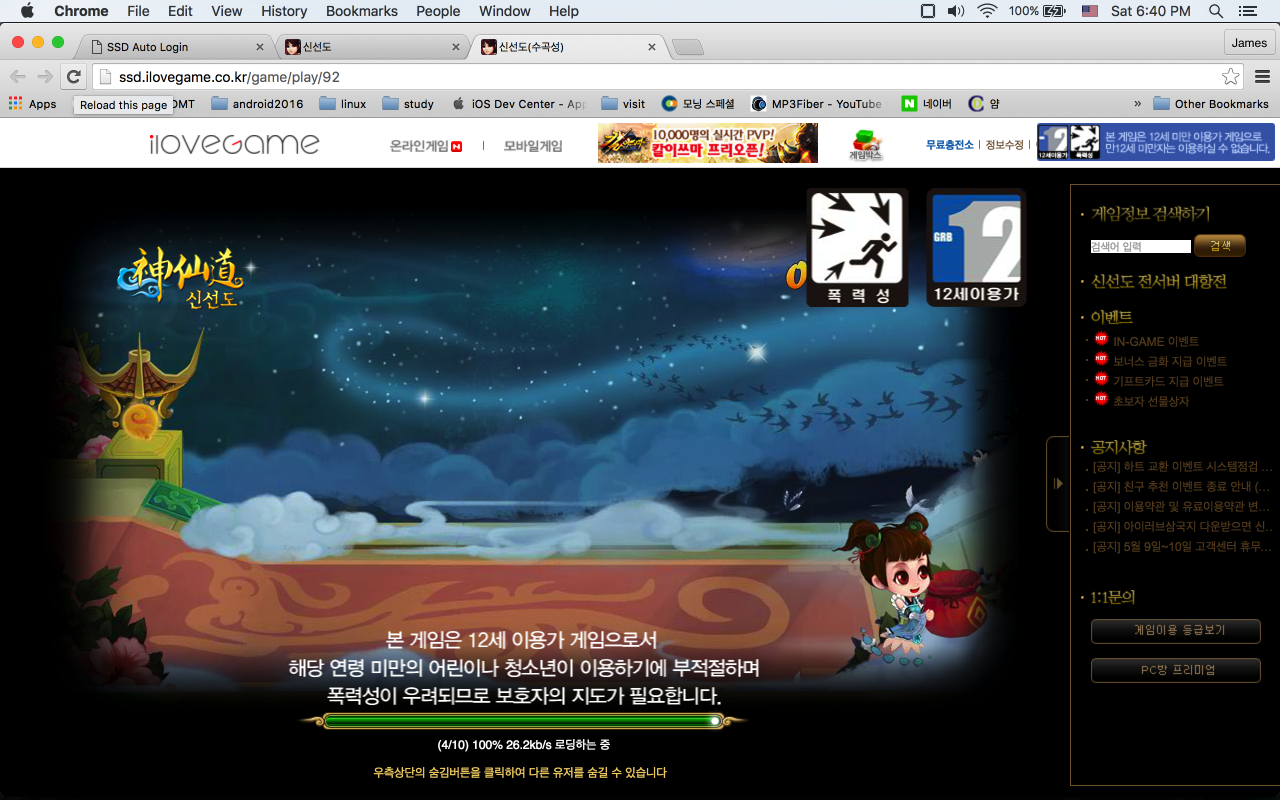 Chrome File Edit View History Bookmarks People Window Help 100% Sat 6:40 PM
SSD Auto Login 신선도 신선도(수곡성) James
ssd.ilovegame.co.kr/game/play/92
Apps DMT android2016 linux study iOS Dev Center - App visit 모닝 스페셜 MP3Fiber - YouTube N 네이버 얌 » Other Bookmarks
Reload this page
ilovegame 온라인게임 N | 모바일게임
10,000명의 실시간 PVP!
칼이쓰마 프리오픈!
게임박스
무료충전소 | 정보수정 |
12세이용가 폭력성
본 게임은 12세 미만 이용가 게임으로
만12세 미만자는 이용하실 수 없습니다.
神仙道
신선도
0
폭력성
GRB 12
12세이용가
게임정보 검색하기
검색어 입력 검색
신선도 전서버 대항전
이벤트
HOT IN-GAME 이벤트
HOT 보너스 금화 지급 이벤트
HOT 기프트카드 지급 이벤트
HOT 초보자 선물상자
공지사항
[공지] 하트 교환 이벤트 시스템점검 ...
[공지] 친구 추천 이벤트 종료 안내 (...
[공지] 이용약관 및 유료이용약관 변...
[공지] 아이러브삼국지 다운받으면 신...
[공지] 5월 9일~10일 고객센터 휴무...
1:1문의
게임이용 등급보기
PC방 프리미엄
본 게임은 12세 이용가 게임으로서
해당 연령 미만의 어린이나 청소년이 이용하기에 부적절하며
폭력성이 우려되므로 보호자의 지도가 필요합니다.
(4/10) 100% 26.2kb/s 로딩하는 중
우측상단의 숨김버튼을 클릭하여 다른 유저를 숨길 수 있습니다